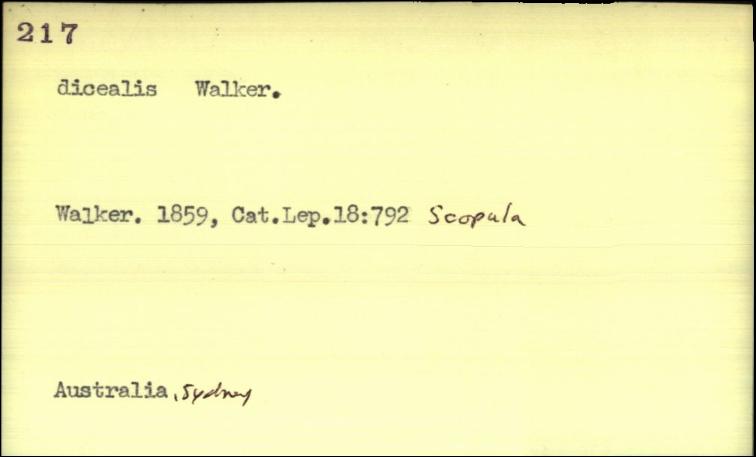 217
dicealis Walker.
Walker. 1859, Cat.Lep.18:792 Scopula
Australia, Sydney